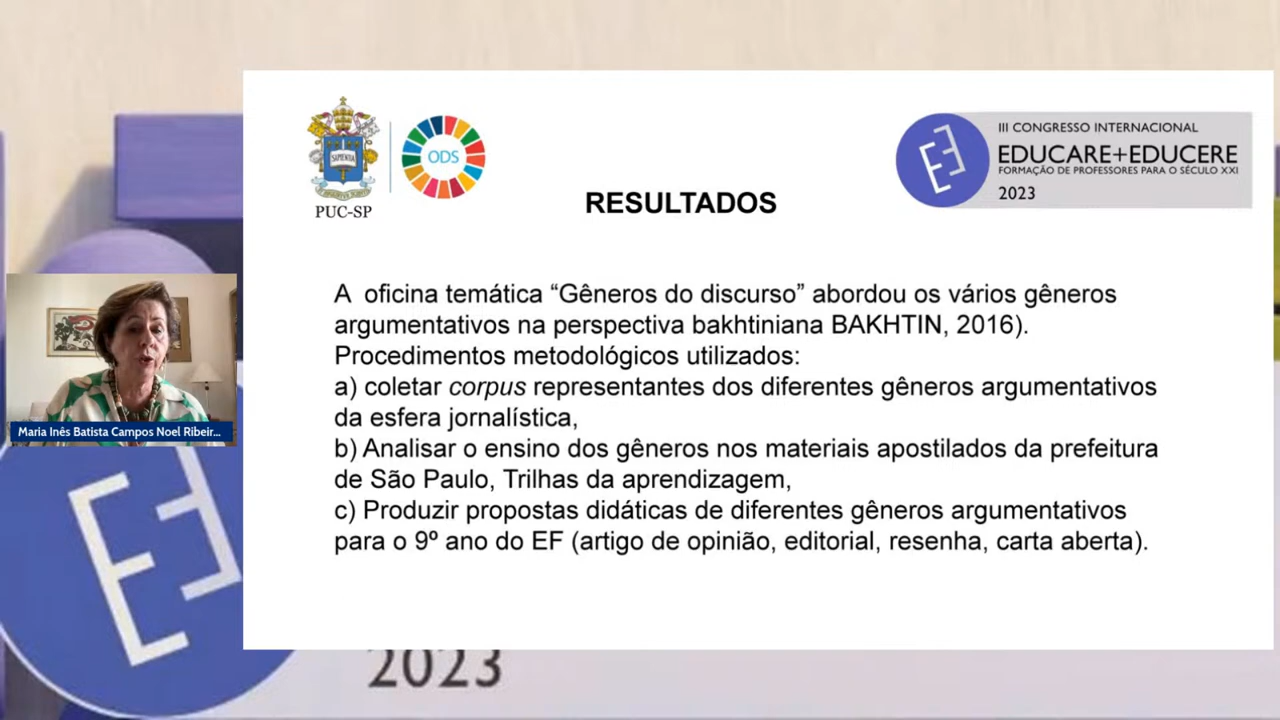 SAPIENTIA
PUC-SP
ODS
III CONGRESSO INTERNACIONAL
EDUCARE+EDUCERE
FORMAÇÃO DE PROFESSORES PARA O SÉCULO XXI
2023
RESULTADOS
A oficina temática “Gêneros do discurso” abordou os vários gêneros
argumentativos na perspectiva bakhtiniana BAKHTIN, 2016).
Procedimentos metodológicos utilizados:
a) coletar corpus representantes dos diferentes gêneros argumentativos
da esfera jornalística,
b) Analisar o ensino dos gêneros nos materiais apostilados da prefeitura
de São Paulo, Trilhas da aprendizagem,
c) Produzir propostas didáticas de diferentes gêneros argumentativos
para o 9º ano do EF (artigo de opinião, editorial, resenha, carta aberta).
Maria Inês Batista Campos Noel Ribeir...
2023